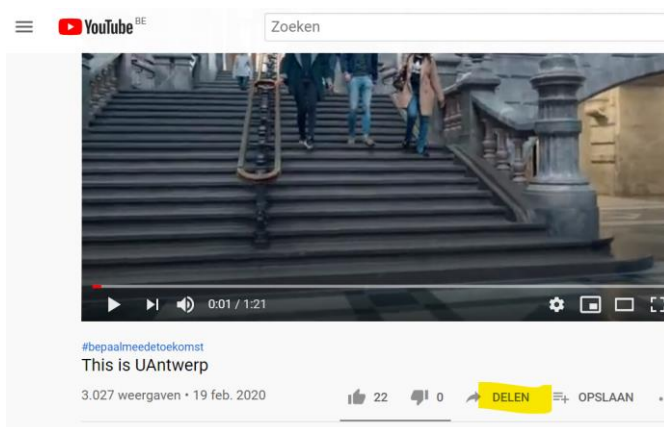 YouTube BE
Zoeken
0:01 / 1:21
#bepaalmeedetoekomst
This is UAntwerp
3.027 weergaven • 19 feb. 2020 22 0 DELEN OPSLAAN